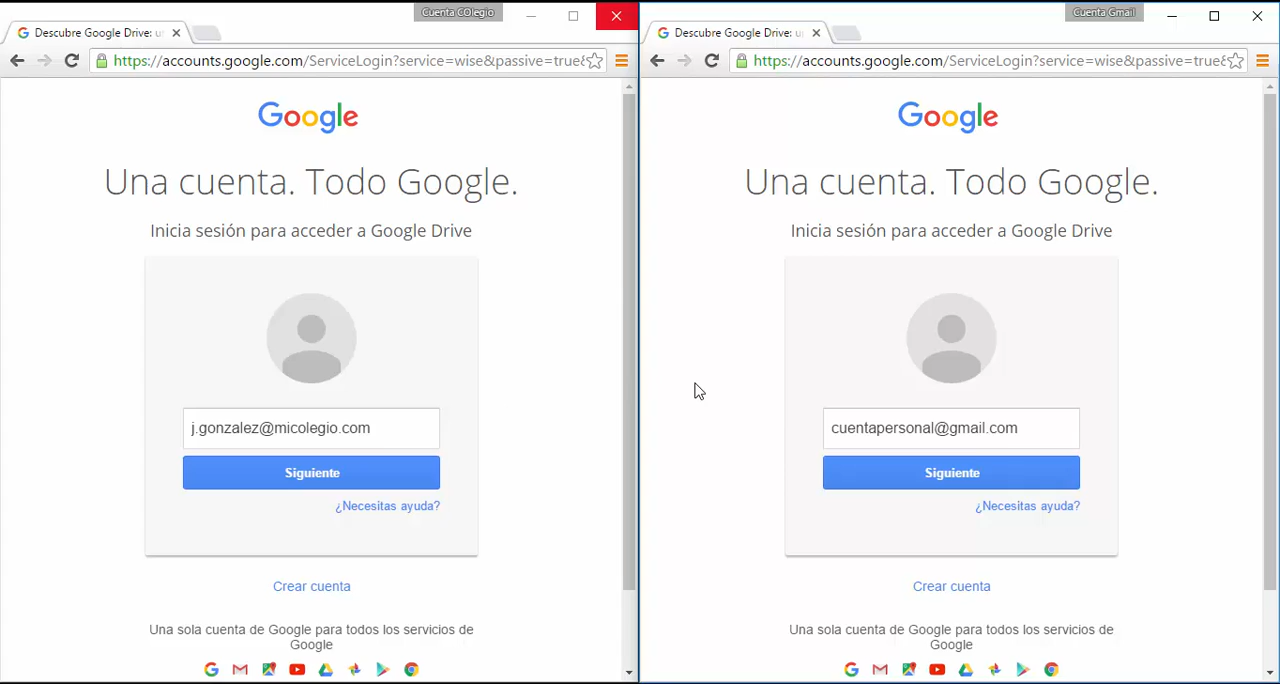 Cuenta COlegio
Descubre Google Drive: u
https://accounts.google.com/ServiceLogin?service=wise&passive=true&
Google
Una cuenta. Todo Google.
Inicia sesión para acceder a Google Drive
j.gonzalez@micolegio.com
Siguiente
¿Necesitas ayuda?
Crear cuenta
Una sola cuenta de Google para todos los servicios de
Google
Cuenta Gmail
Descubre Google Drive: u
https://accounts.google.com/ServiceLogin?service=wise&passive=true&
Google
Una cuenta. Todo Google.
Inicia sesión para acceder a Google Drive
cuentapersonal@gmail.com
Siguiente
¿Necesitas ayuda?
Crear cuenta
Una sola cuenta de Google para todos los servicios de
Google